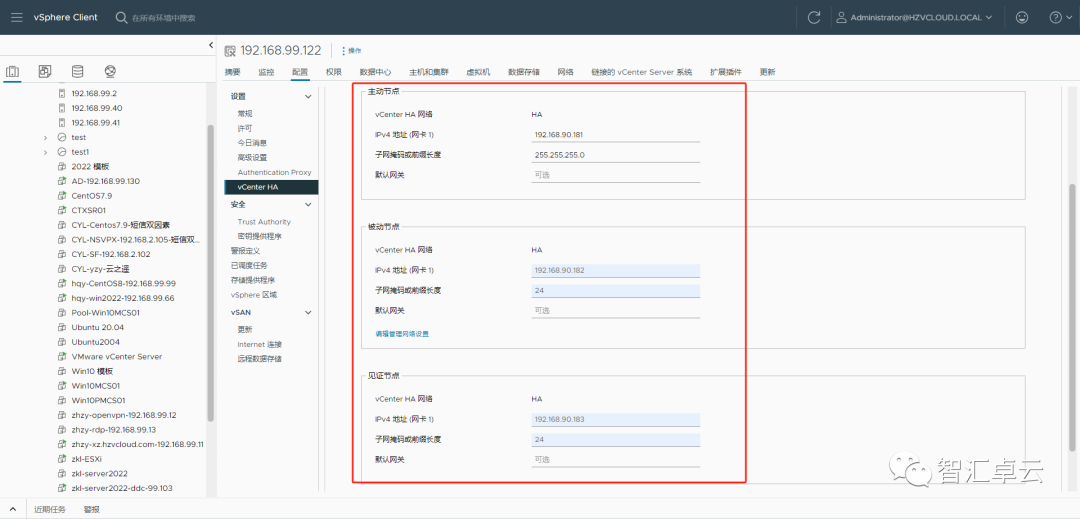 vSphere Client
在所有环境中搜索
Administrator@HZVCLOUD.LOCAL
192.168.99.122
操作
摘要 监控 配置 权限 数据中心 主机和集群 虚拟机 数据存储 网络 链接的 vCenter Server 系统 扩展插件 更新
192.168.99.2
192.168.99.40
192.168.99.41
test
test1
2022 模板
AD-192.168.99.130
CentOS7.9
CTXSR01
CYL-Centos7.9-短信双因素
CYL-NSVPX-192.168.2.105-短信双...
CYL-SF-192.168.2.102
CYL-yzy-云之遥
hqy-CentOS8-192.168.99.99
hqy-win2022-192.168.99.66
Pool-Win10MCS01
Ubuntu 20.04
Ubuntu2004
VMware vCenter Server
Win10 模板
Win10MCS01
Win10PMCS01
zhzy-openvpn-192.168.99.12
zhzy-rdp-192.168.99.13
zhzy-xz.hzvcloud.com-192.168.99.11
zkl-ESXi
zkl-server2022
zkl-server2022-ddc-99.103
设置
常规
许可
今日消息
高级设置
Authentication Proxy
vCenter HA
安全
Trust Authority
密钥提供程序
警报定义
已调度任务
存储提供程序
vSphere 区域
vSAN
更新
Internet 连接
远程数据存储
主动节点
vCenter HA 网络 HA
IPv4 地址 (网卡 1) 192.168.90.181
子网掩码或前缀长度 255.255.255.0
默认网关 可选
被动节点
vCenter HA 网络 HA
IPv4 地址 (网卡 1) 192.168.90.182
子网掩码或前缀长度 24
默认网关 可选
编辑管理网络设置
见证节点
vCenter HA 网络 HA
IPv4 地址 (网卡 1) 192.168.90.183
子网掩码或前缀长度 24
默认网关 可选
智汇卓云
近期任务 警报